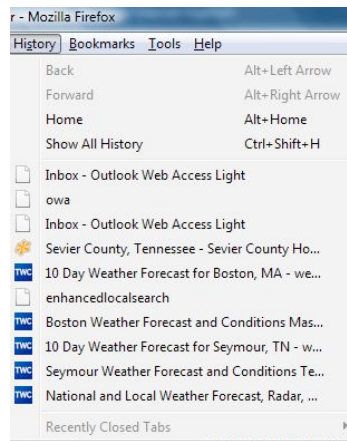 r - Mozilla Firefox
History Bookmarks Tools Help
Back Alt+Left Arrow
Forward Alt+Right Arrow
Home Alt+Home
Show All History Ctrl+Shift+H
Inbox - Outlook Web Access Light
owa
Inbox - Outlook Web Access Light
Sevier County, Tennessee - Sevier County Ho...
TWC 10 Day Weather Forecast for Boston, MA - we...
enhancedlocalsearch
TWC Boston Weather Forecast and Conditions Mas...
TWC 10 Day Weather Forecast for Seymour, TN - w...
TWC Seymour Weather Forecast and Conditions Te...
TWC National and Local Weather Forecast, Radar, ...
Recently Closed Tabs